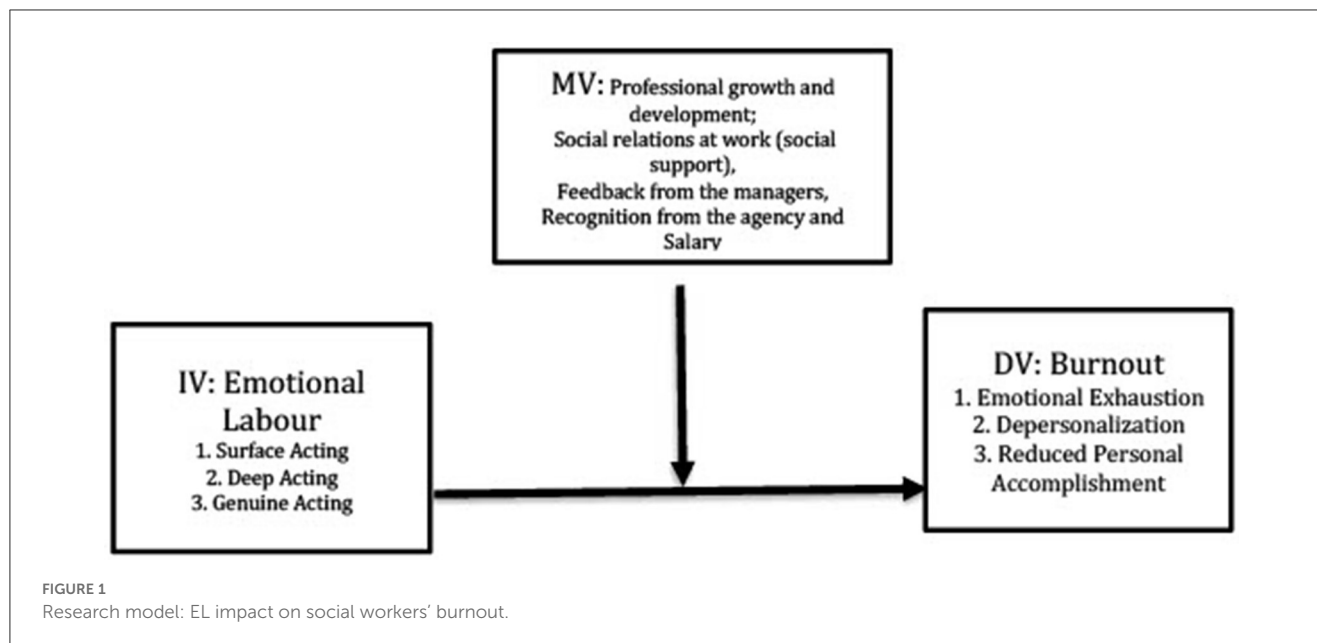 MV: Professional growth and
development;
Social relations at work (social
support),
Feedback from the managers,
Recognition from the agency and
Salary
IV: Emotional
Labour
1. Surface Acting
2. Deep Acting
3. Genuine Acting
DV: Burnout
1. Emotional Exhaustion
2. Depersonalization
3. Reduced Personal
Accomplishment
FIGURE 1
Research model: EL impact on social workers’ burnout.